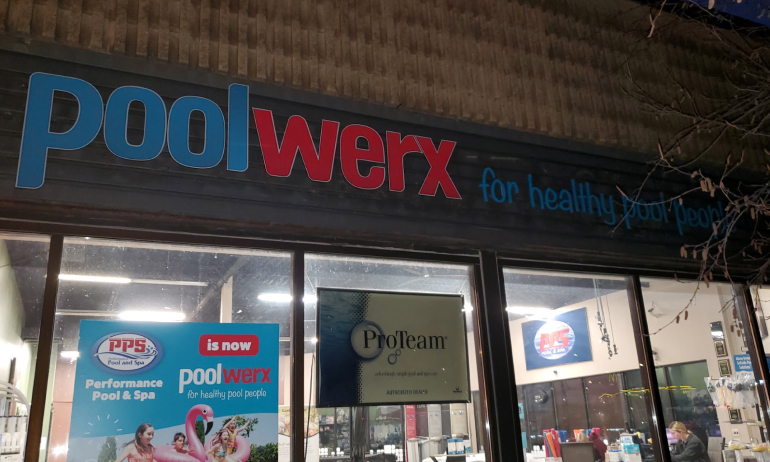 poolwerx
for healthy pool people
PPS
Pool and Spa
Performance
Pool & Spa
is now
poolwerx
for healthy pool people
ProTeam
PPS